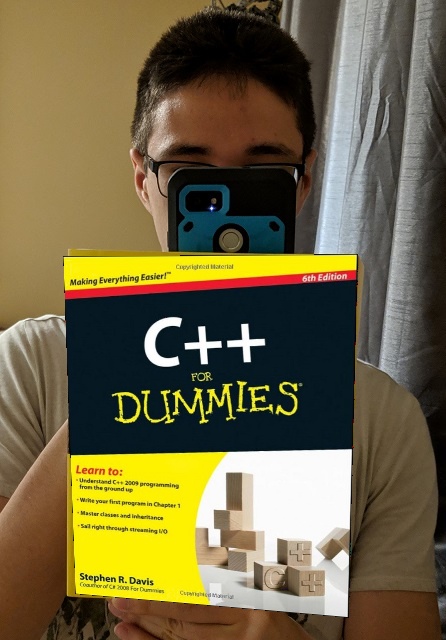 Copyrighted Material
Making Everything Easier!™
6th Edition
C++
FOR
DUMMIES®
Learn to:
• Understand C++ 2009 programming
from the ground up
• Write your first program in Chapter 1
• Master classes and inheritance
• Sail right through streaming I/O
Stephen R. Davis
Coauthor of C# 2008 For Dummies
Copyrighted Material
+
C +